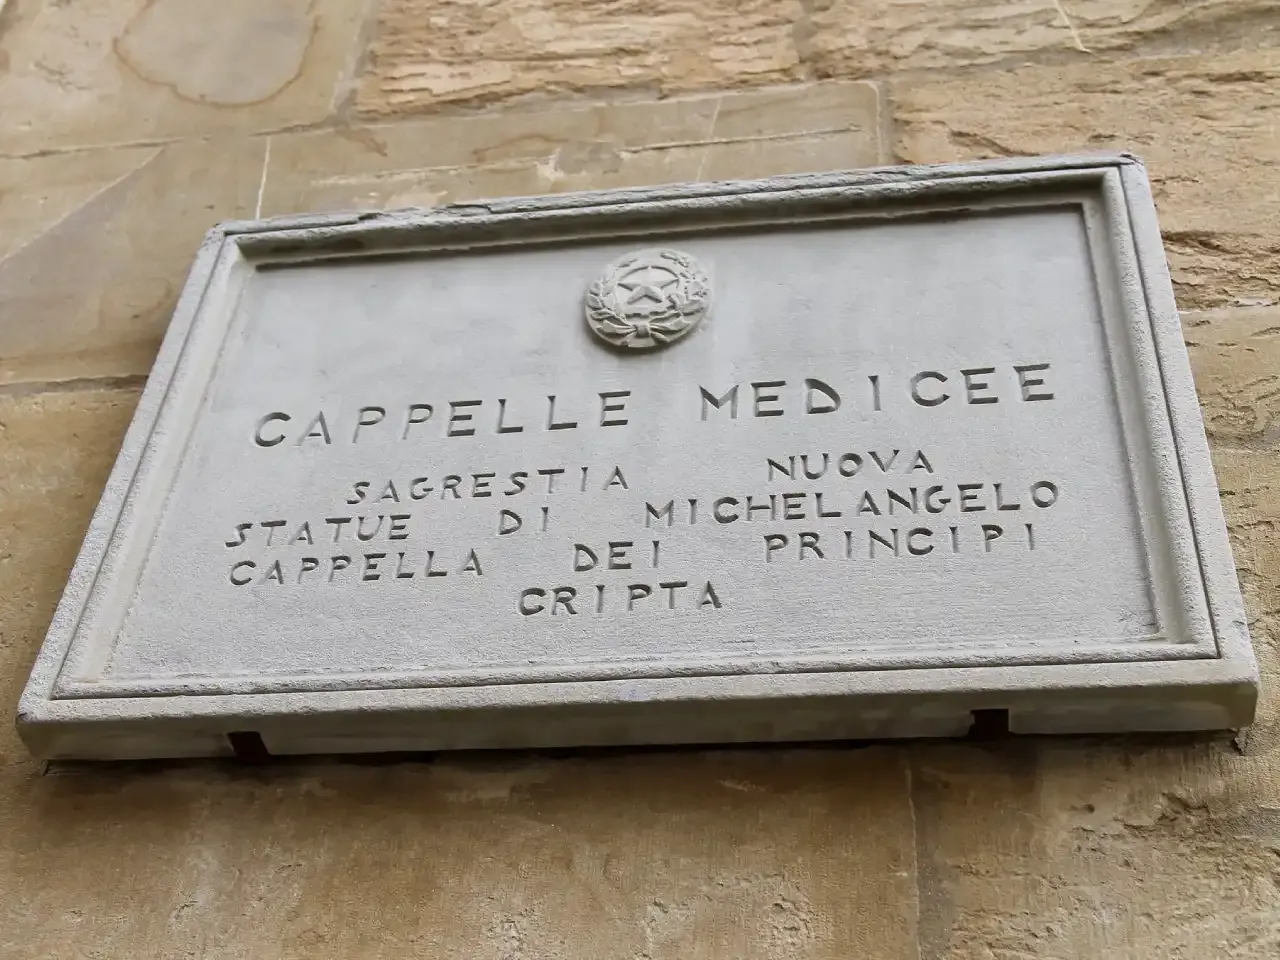 CAPPELLE MEDICEE
SAGRESTIA NUOVA
STATUE DI MICHELANGELO
CAPPELLA DEI PRINCIPI
CRIPTA